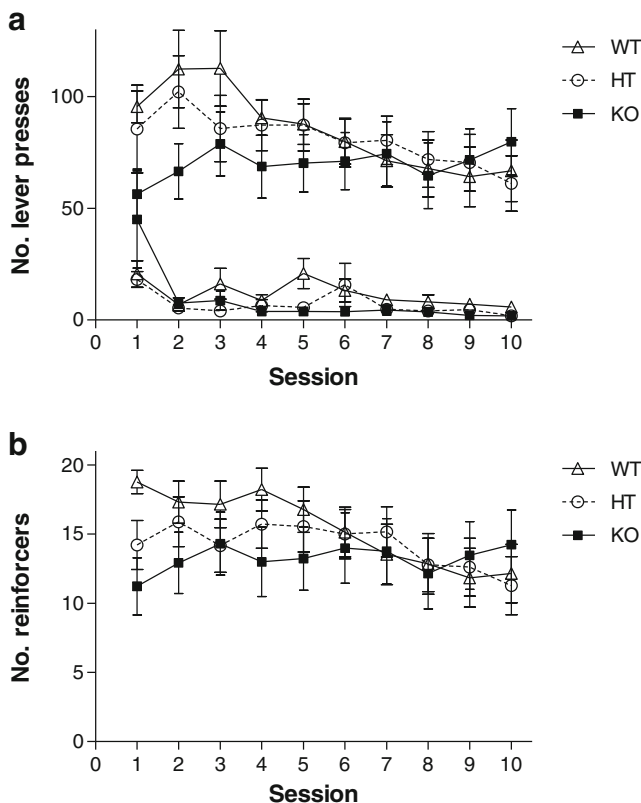 a
No. lever presses
100
50
0
0 1 2 3 4 5 6 7 8 9 10
Session
WT
HT
KO
b
No. reinforcers
20
15
10
5
0
0 1 2 3 4 5 6 7 8 9 10
Session
WT
HT
KO